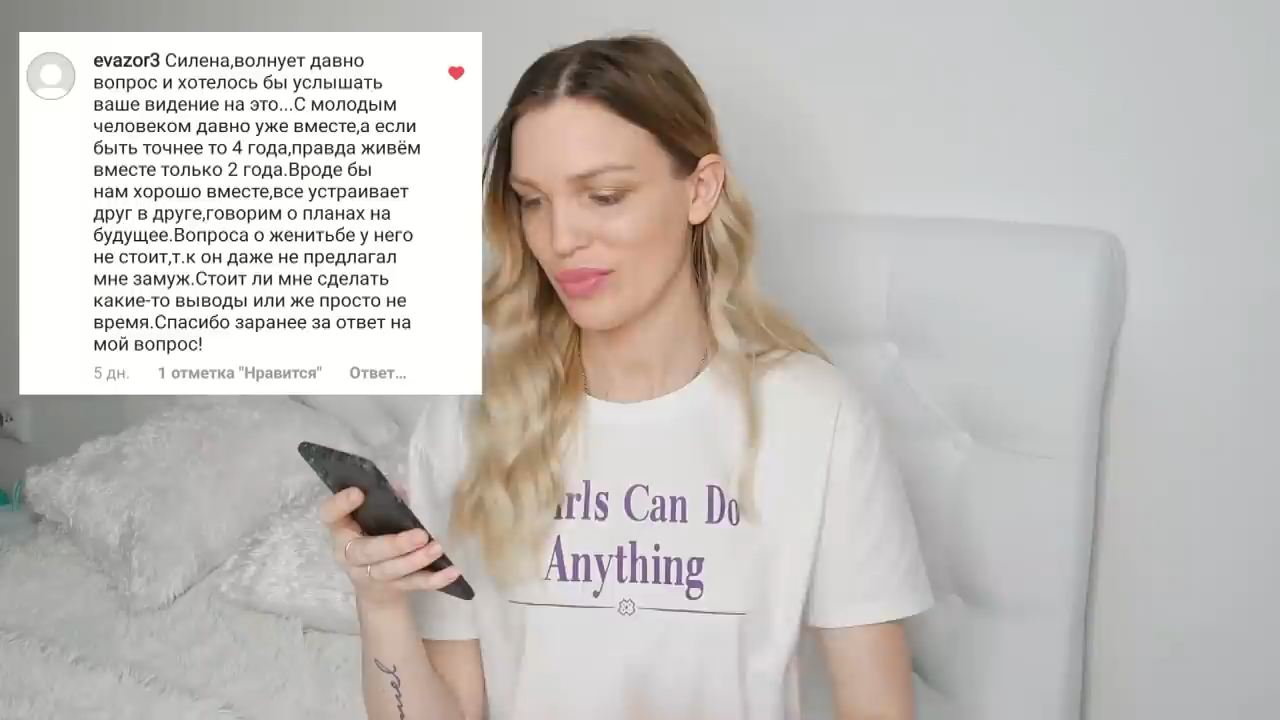 evazor3 Силена,волнует давно
вопрос и хотелось бы услышать
ваше видение на это...С молодым
человеком давно уже вместе,а если
быть точнее то 4 года,правда живём
вместе только 2 года.Вроде бы
нам хорошо вместе,все устраивает
друг в друге,говорим о планах на
будущее.Вопроса о женитьбе у него
не стоит,т.к он даже не предлагал
мне замуж.Стоит ли мне сделать
какие-то выводы или же просто не
время.Спасибо заранее за ответ на
мой вопрос!
5 дн. 1 отметка "Нравится" Ответ...
Can Do
Anything